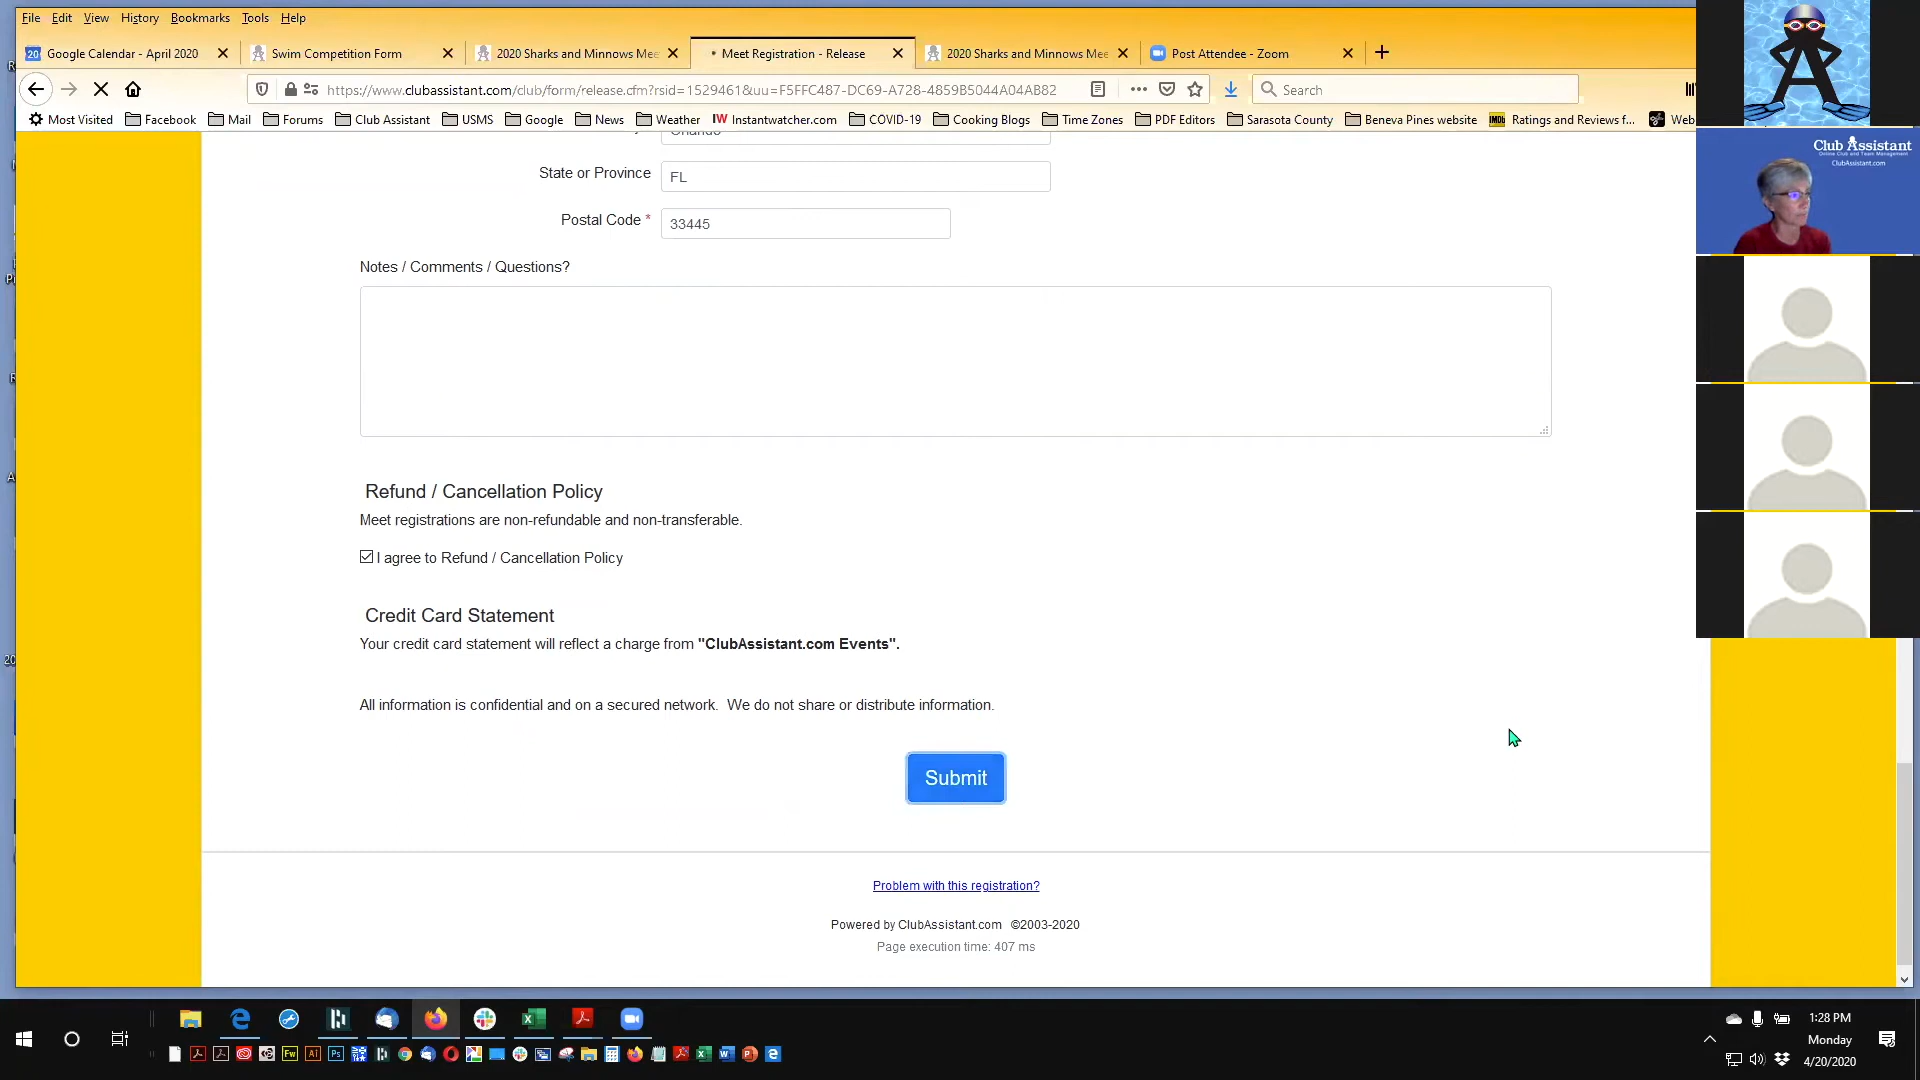 File Edit View History Bookmarks Tools Help
Google Calendar - April 2020
Swim Competition Form
2020 Sharks and Minnows Mee
Meet Registration - Release
2020 Sharks and Minnows Mee
Post Attendee - Zoom
https://www.clubassistant.com/club/form/release.cfm?rsid=1529461&uu=F5FFC487-DC69-A728-4859B5044A04AB82
Search
Most Visited Facebook Mail Forums Club Assistant USMS Google News Weather Instantwatcher.com COVID-19 Cooking Blogs Time Zones PDF Editors Sarasota County Beneva Pines website Ratings and Reviews f... Web
Club Assistant
Online Club and Team Management
ClubAssistant.com
State or Province FL
Postal Code * 33445
Notes / Comments / Questions?
Refund / Cancellation Policy
Meet registrations are non-refundable and non-transferable.
I agree to Refund / Cancellation Policy
Credit Card Statement
Your credit card statement will reflect a charge from "ClubAssistant.com Events".
All information is confidential and on a secured network. We do not share or distribute information.
Submit
Problem with this registration?
Powered by ClubAssistant.com ©2003-2020
Page execution time: 407 ms
1:28 PM
Monday
4/20/2020